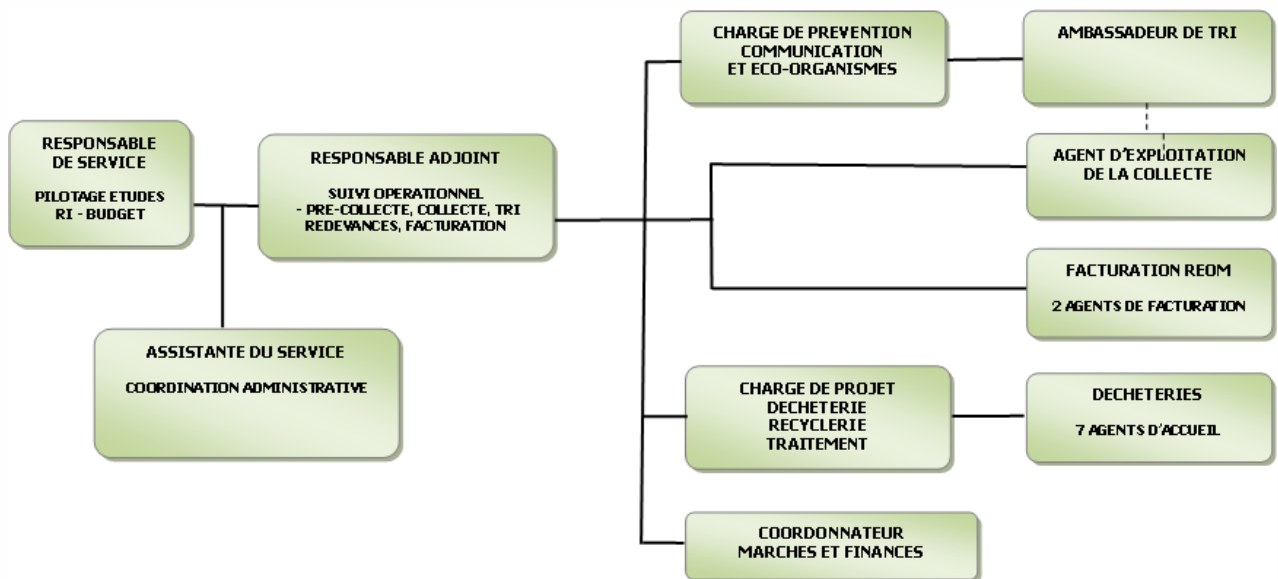 RESPONSABLE
DE SERVICE
PILOTAGE ETUDES
RI - BUDGET
ASSISTANTE DU SERVICE
COORDINATION ADMINISTRATIVE
RESPONSABLE ADJOINT
SUIVI OPERATIONNEL
- PRE-COLLECTE, COLLECTE, TRI
REDEVANCES, FACTURATION
CHARGE DE PREVENTION
COMMUNICATION
ET ECO-ORGANISMES
AMBASSADEUR DE TRI
AGENT D'EXPLOITATION
DE LA COLLECTE
FACTURATION REOM
2 AGENTS DE FACTURATION
CHARGE DE PROJET
DECHETERIE
RECYCLERIE
TRAITEMENT
DECHETERIES
7 AGENTS D'ACCUEIL
COORDONNATEUR
MARCHES ET FINANCES